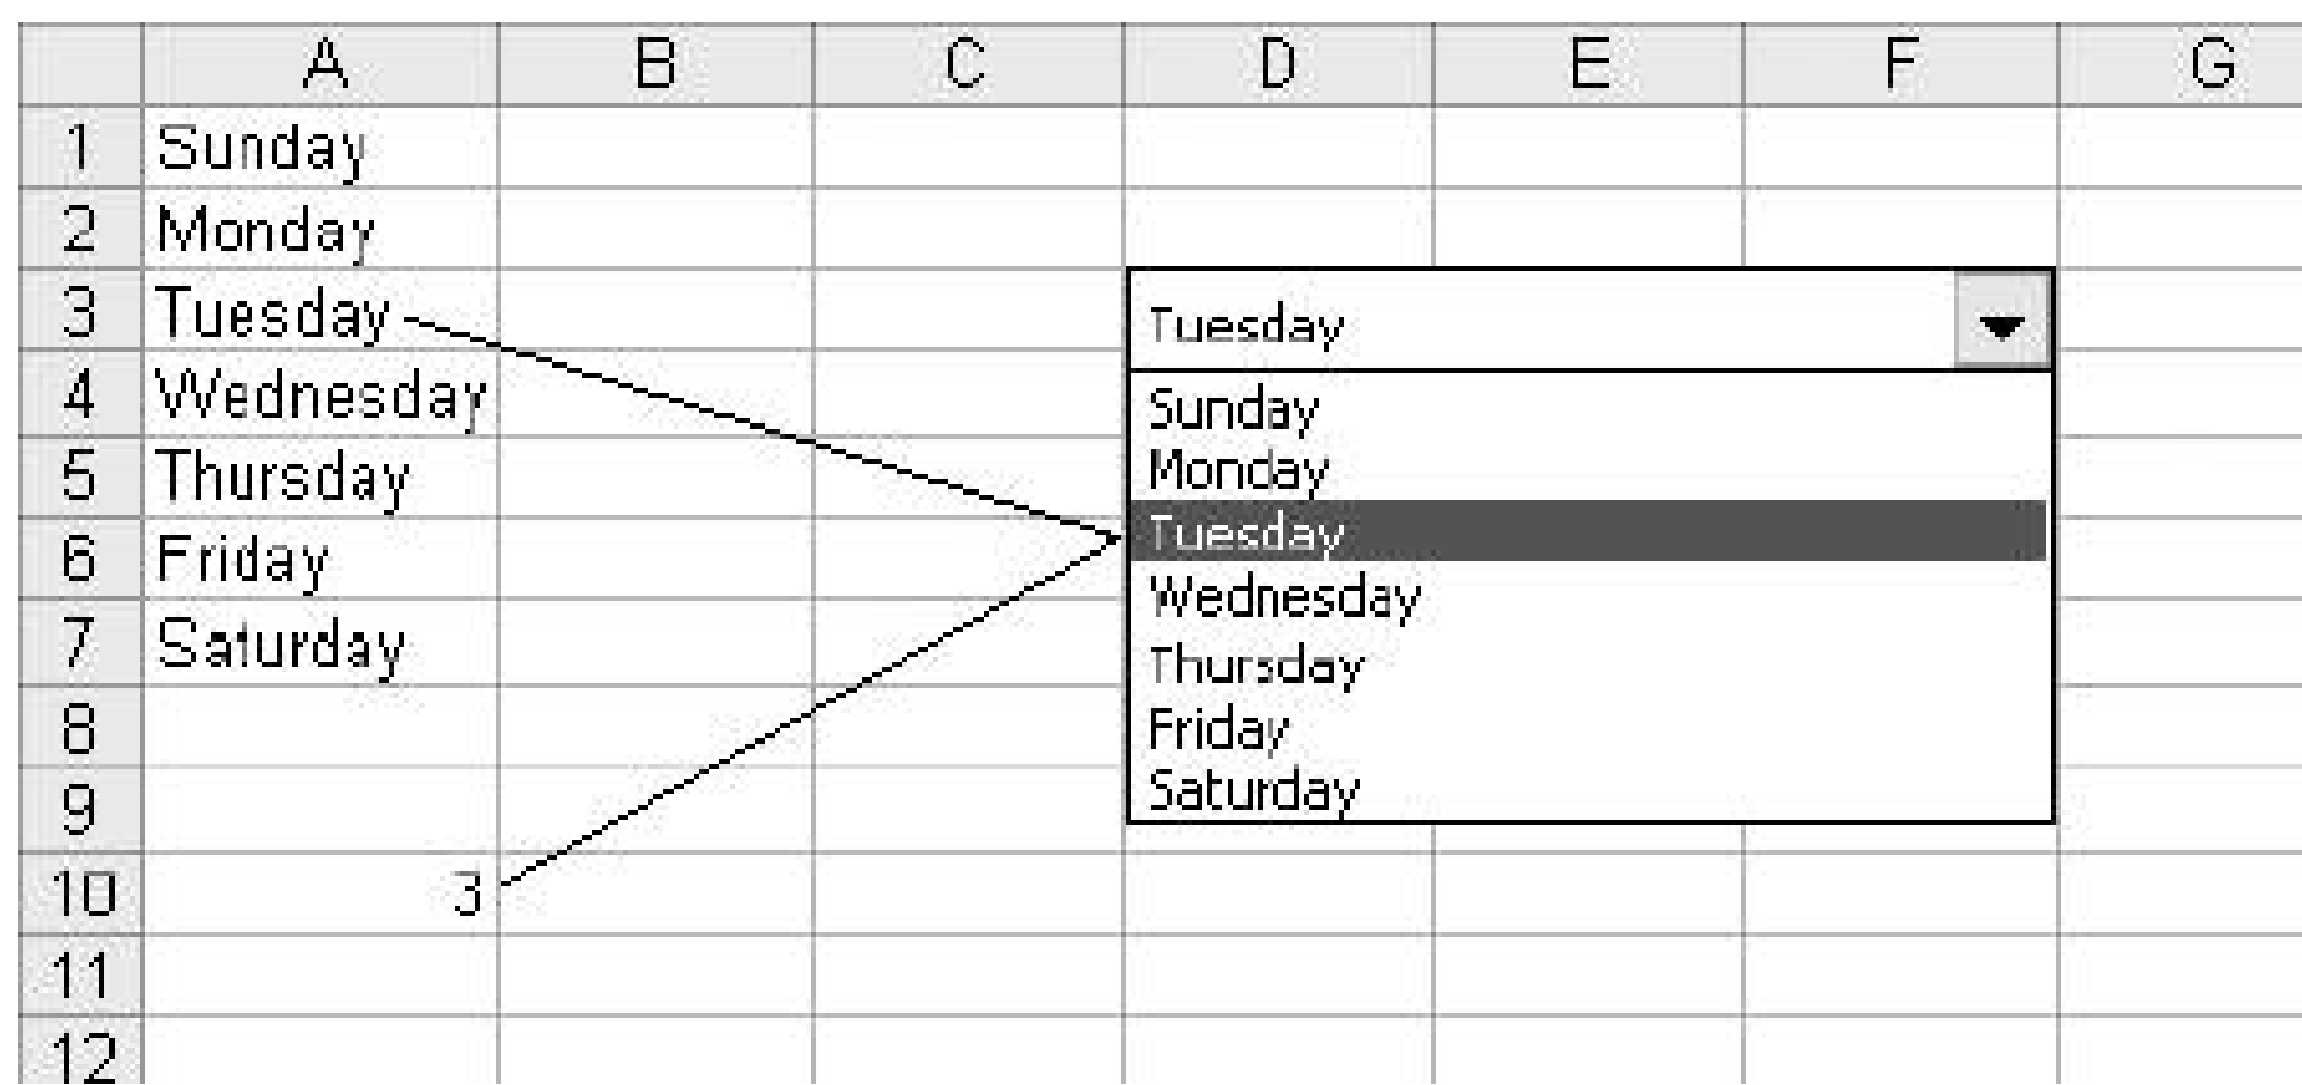 A B C D E F G
1 Sunday
2 Monday
3 Tuesday Tuesday
4 Wednesday Sunday
5 Thursday Monday
6 Friday Tuesday
Wednesday
7 Saturday Thursday
8 Friday
9 Saturday
10 3
11
12